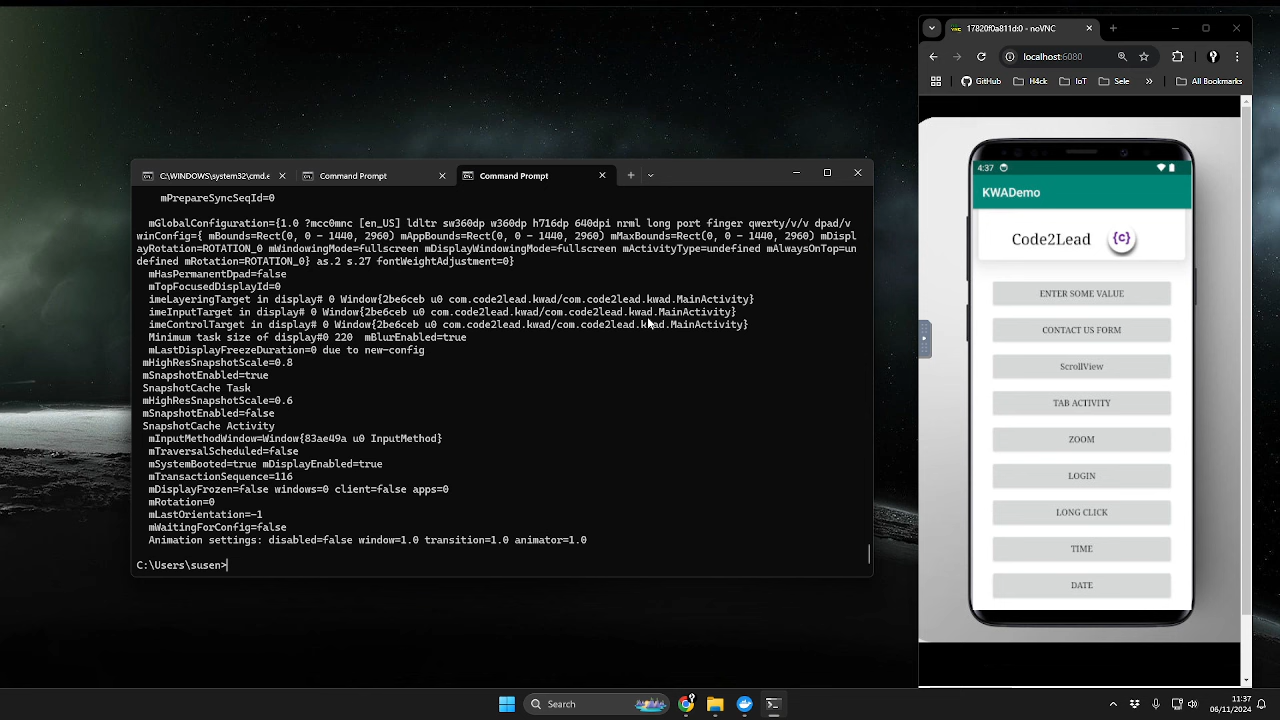 C:\WINDOWS\system32\cmd.e
Command Prompt
Command Prompt
mPrepareSyncSeqId=0
mGlobalConfiguration={1.0 ?mcc0mnc [en_US] ldltr sw360dp w360dp h716dp 640dpi nrml long port finger qwerty/v/v dpad/v
winConfig={ mBounds=Rect(0, 0 - 1440, 2960) mAppBounds=Rect(0, 0 - 1440, 2960) mMaxBounds=Rect(0, 0 - 1440, 2960) mDispl
ayRotation=ROTATION_0 mWindowingMode=fullscreen mDisplayWindowingMode=fullscreen mActivityType=undefined mAlwaysOnTop=un
defined mRotation=ROTATION_0} as.2 s.27 fontWeightAdjustment=0}
mHasPermanentDpad=false
mTopFocusedDisplayId=0
imeLayeringTarget in display# 0 Window{2be6ceb u0 com.code2lead.kwad/com.code2lead.kwad.MainActivity}
imeInputTarget in display# 0 Window{2be6ceb u0 com.code2lead.kwad/com.code2lead.kwad.MainActivity}
imeControlTarget in display# 0 Window{2be6ceb u0 com.code2lead.kwad/com.code2lead.kwad.MainActivity}
Minimum task size of display#0 220  mBlurEnabled=true
mLastDisplayFreezeDuration=0 due to new-config
mHighResSnapshotScale=0.8
mSnapshotEnabled=true
SnapshotCache Task
mHighResSnapshotScale=0.6
mSnapshotEnabled=false
SnapshotCache Activity
mInputMethodWindow=Window{83ae49a u0 InputMethod}
mTraversalScheduled=false
mSystemBooted=true mDisplayEnabled=true
mTransactionSequence=116
mDisplayFrozen=false windows=0 client=false apps=0
mRotation=0
mLastOrientation=-1
mWaitingForConfig=false
Animation settings: disabled=false window=1.0 transition=1.0 animator=1.0
C:\Users\susen>
17820f0a811d:0 - noVNC
localhost:6080
GitHub
H4ck
IoT
Sec
All Bookmarks
4:37
KWADemo
Code2Lead {c}
ENTER SOME VALUE
CONTACT US FORM
ScrollView
TAB ACTIVITY
ZOOM
LOGIN
LONG CLICK
TIME
DATE
Search
11:37
06/11/2024